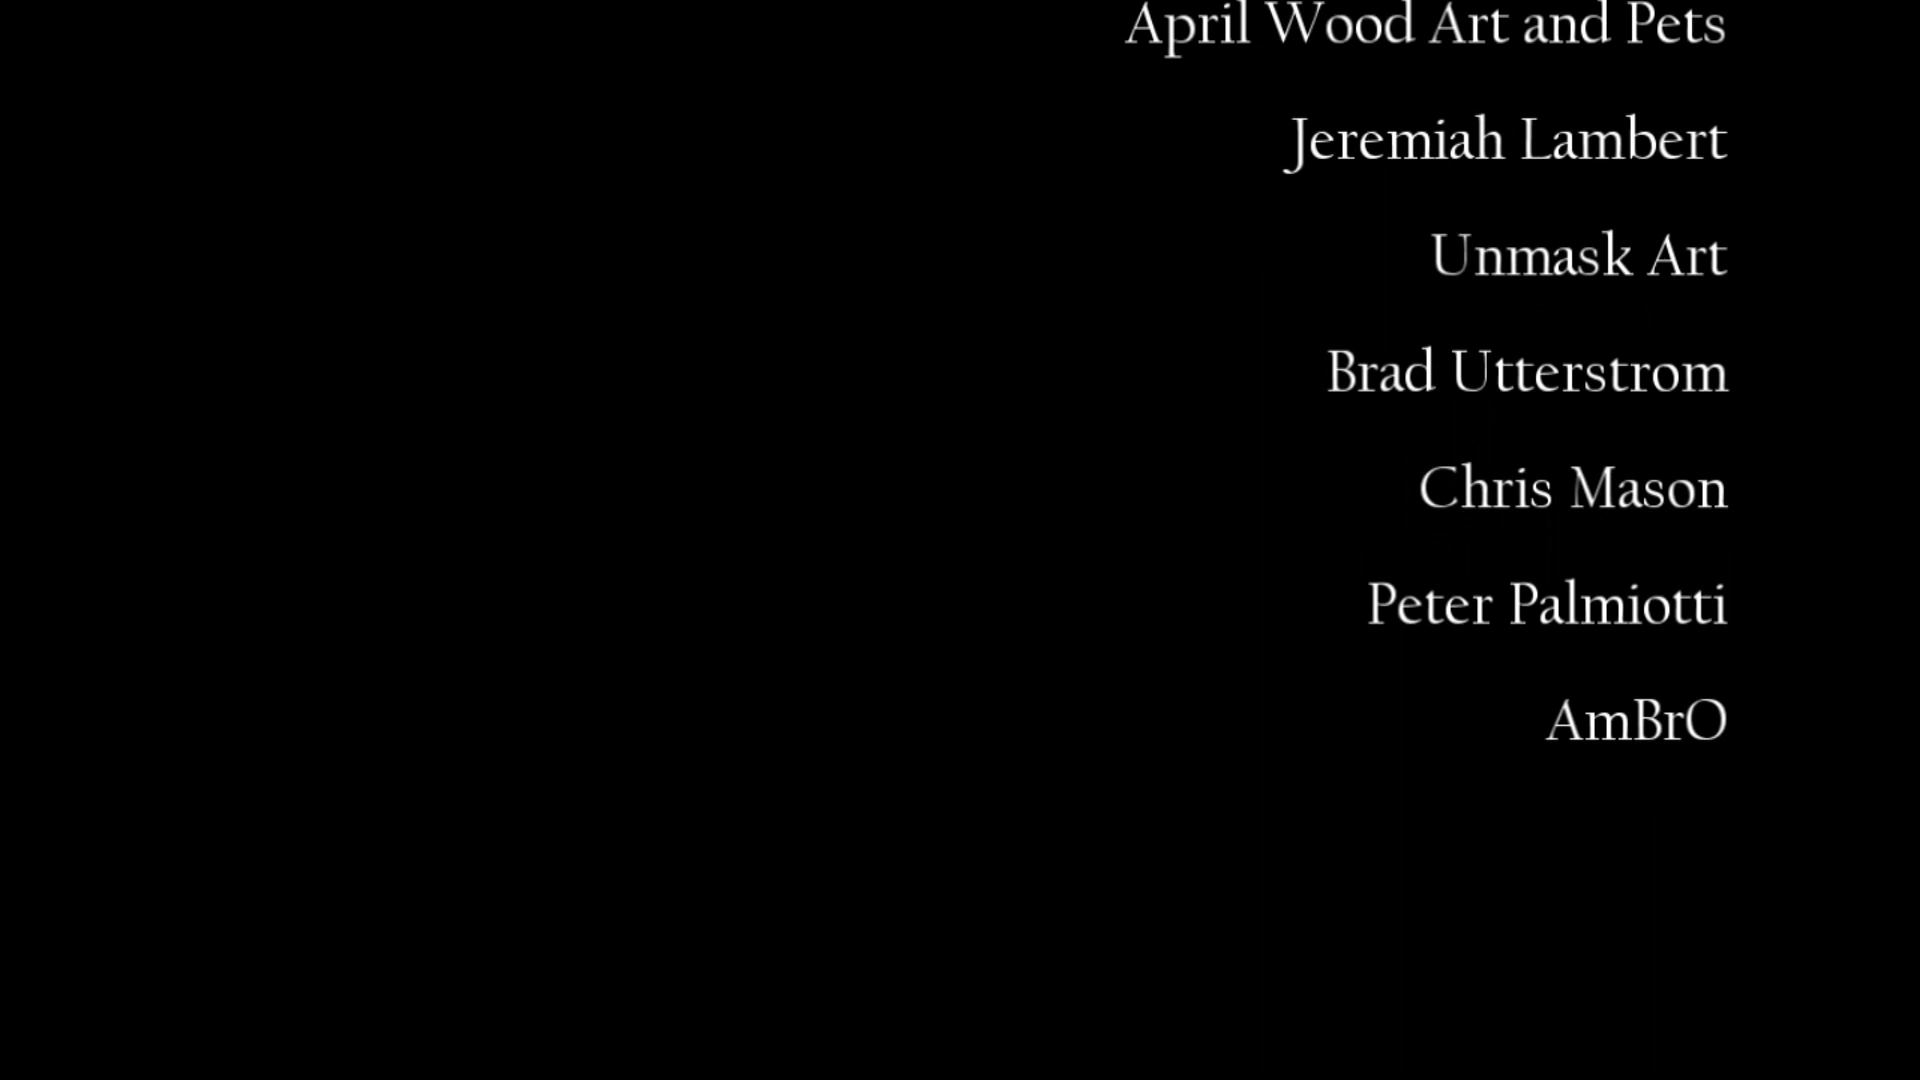 April Wood Art and Pets
Jeremiah Lambert
Unmask Art
Brad Utterstrom
Chris Mason
Peter Palmiotti
AmBrO